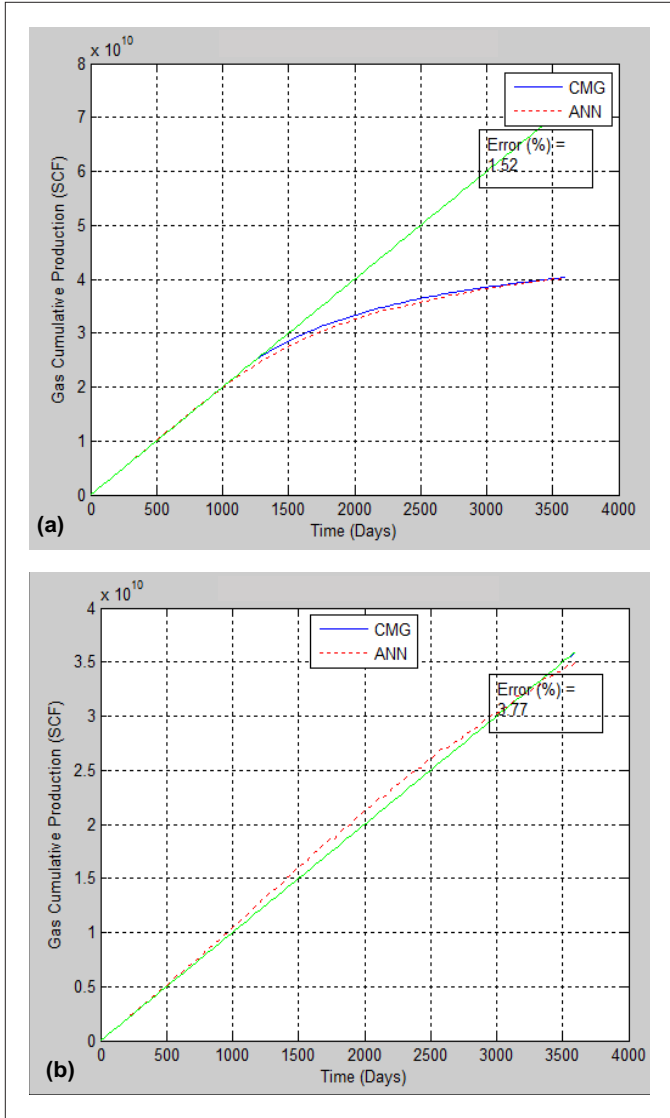 x 10^10
8
7
6
5
4
3
2
1
0
Gas Cumulative Production (SCF)
CMG
ANN
Error (%) =
1.52
0 500 1000 1500 2000 2500 3000 3500 4000
Time (Days)
(a)
x 10^10
4
3.5
3
2.5
2
1.5
1
0.5
0
Gas Cumulative Production (SCF)
CMG
ANN
Error (%) =
3.77
0 500 1000 1500 2000 2500 3000 3500 4000
Time (Days)
(b)